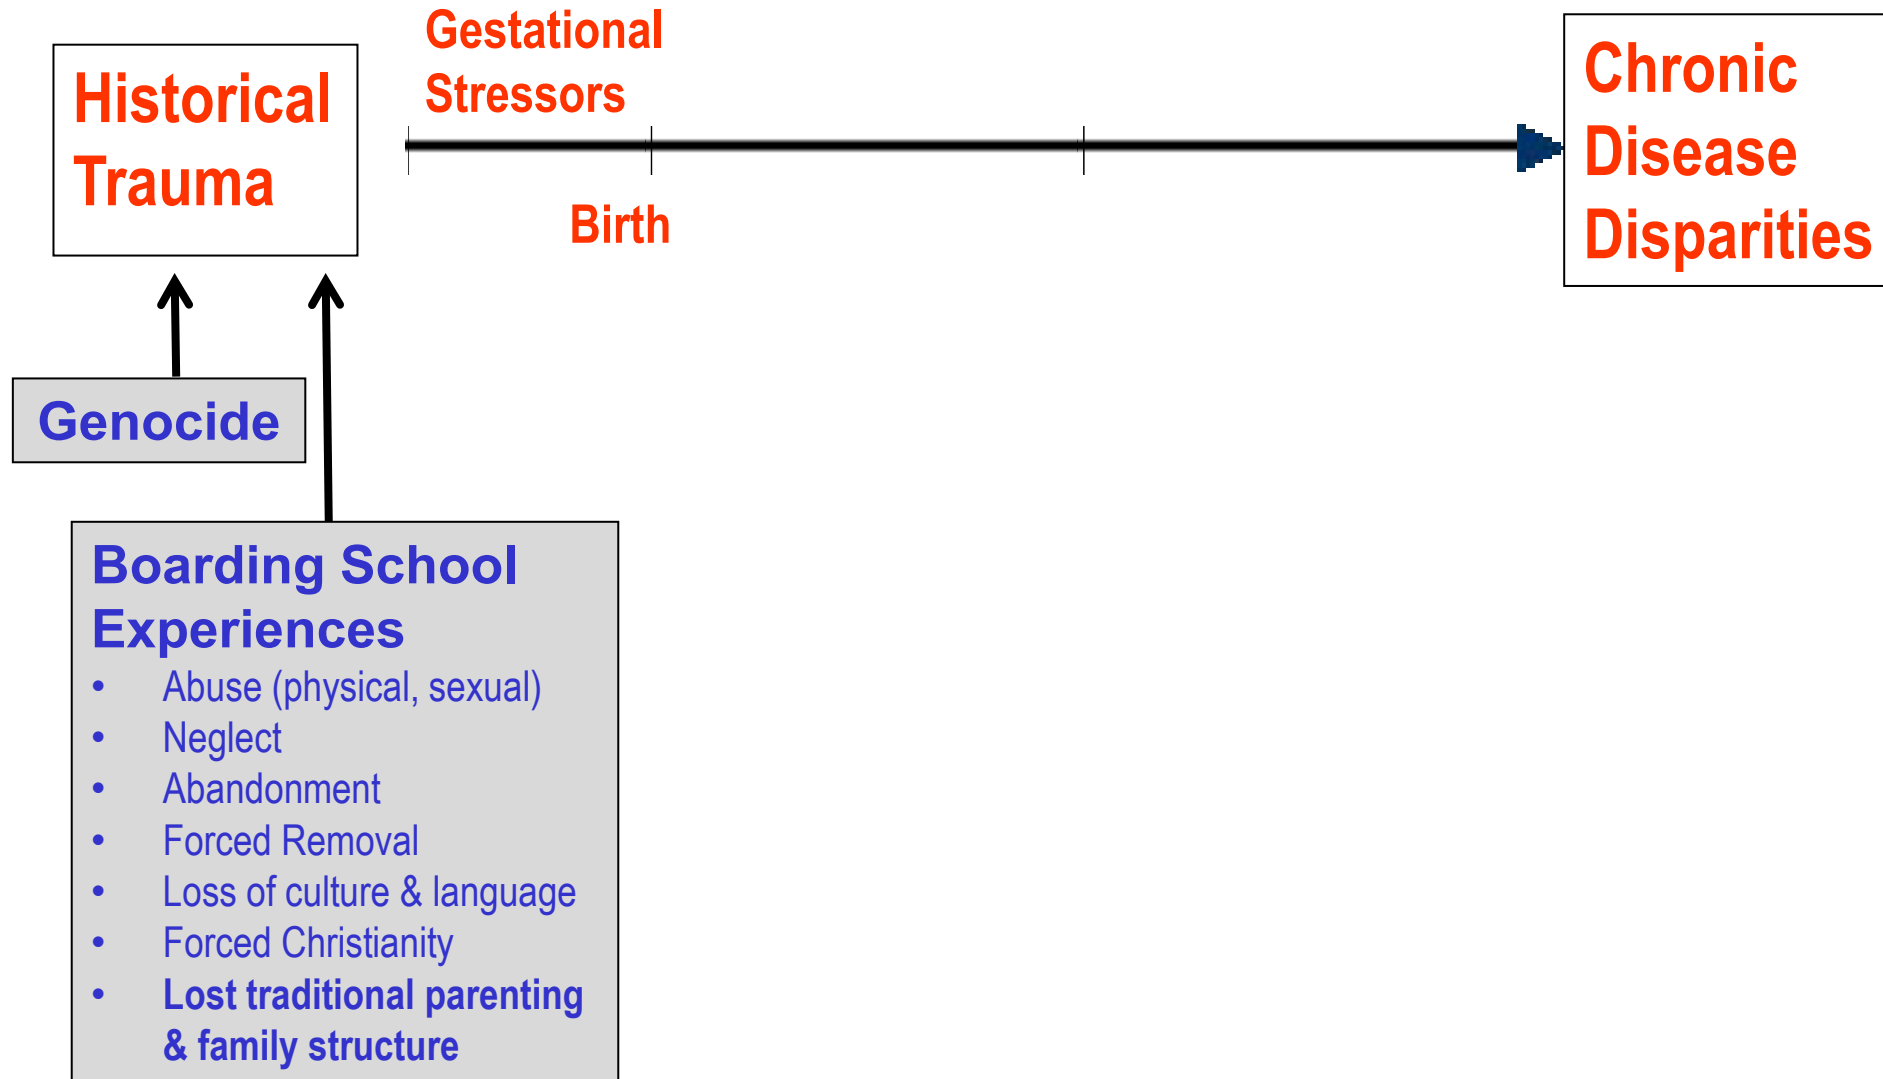 Historical
Trauma
Gestational
Stressors
Birth
Chronic
Disease
Disparities
Genocide
Boarding School
Experiences
• Abuse (physical, sexual)
• Neglect
• Abandonment
• Forced Removal
• Loss of culture & language
• Forced Christianity
• Lost traditional parenting
& family structure